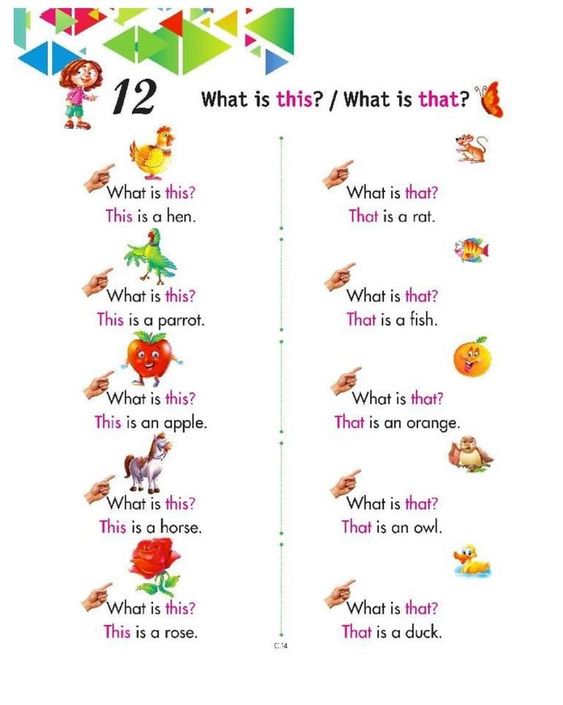 12
What is this? / What is that?
What is this?
This is a hen.
What is this?
This is a parrot.
What is this?
This is an apple.
What is this?
This is a horse.
What is this?
This is a rose.
What is that?
That is a rat.
What is that?
That is a fish.
What is that?
That is an orange.
What is that?
That is an owl.
What is that?
That is a duck.